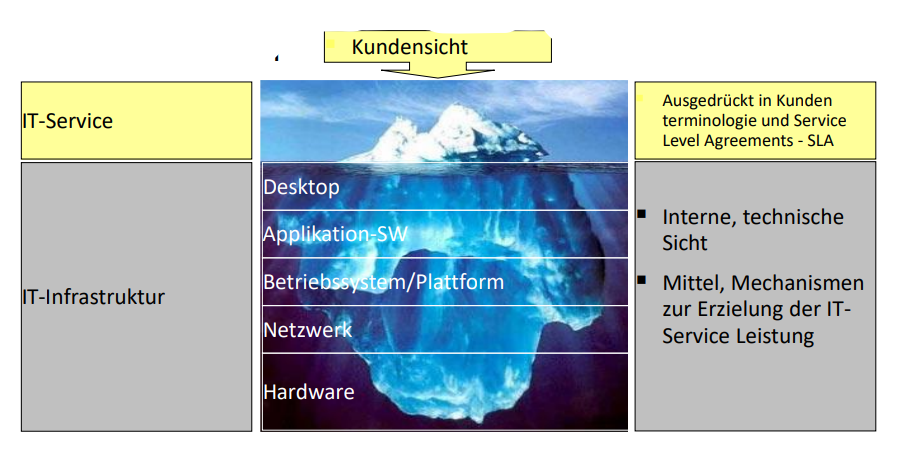 Kundensicht
IT-Service
Ausgedrückt in Kunden
terminologie und Service
Level Agreements - SLA
Desktop
Applikation-SW
Betriebssystem/Plattform
Netzwerk
Hardware
IT-Infrastruktur
Interne, technische
Sicht
Mittel, Mechanismen
zur Erzielung der IT-
Service Leistung